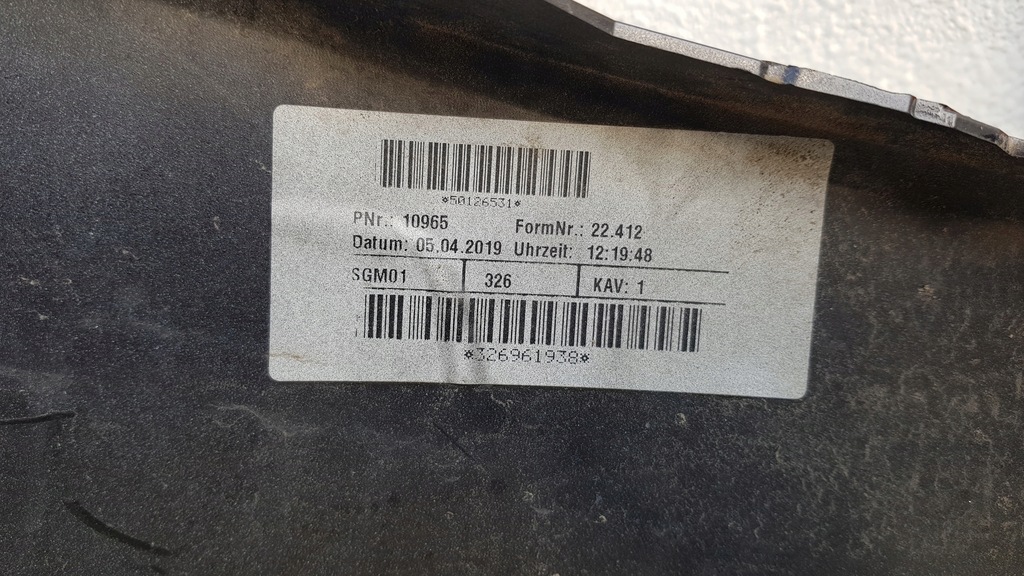 *50126531*
PNr.: 10965 FormNr.: 22.412
Datum: 05.04.2019 Uhrzeit: 12:19:48
SGM01 326 KAV: 1
*326961938*